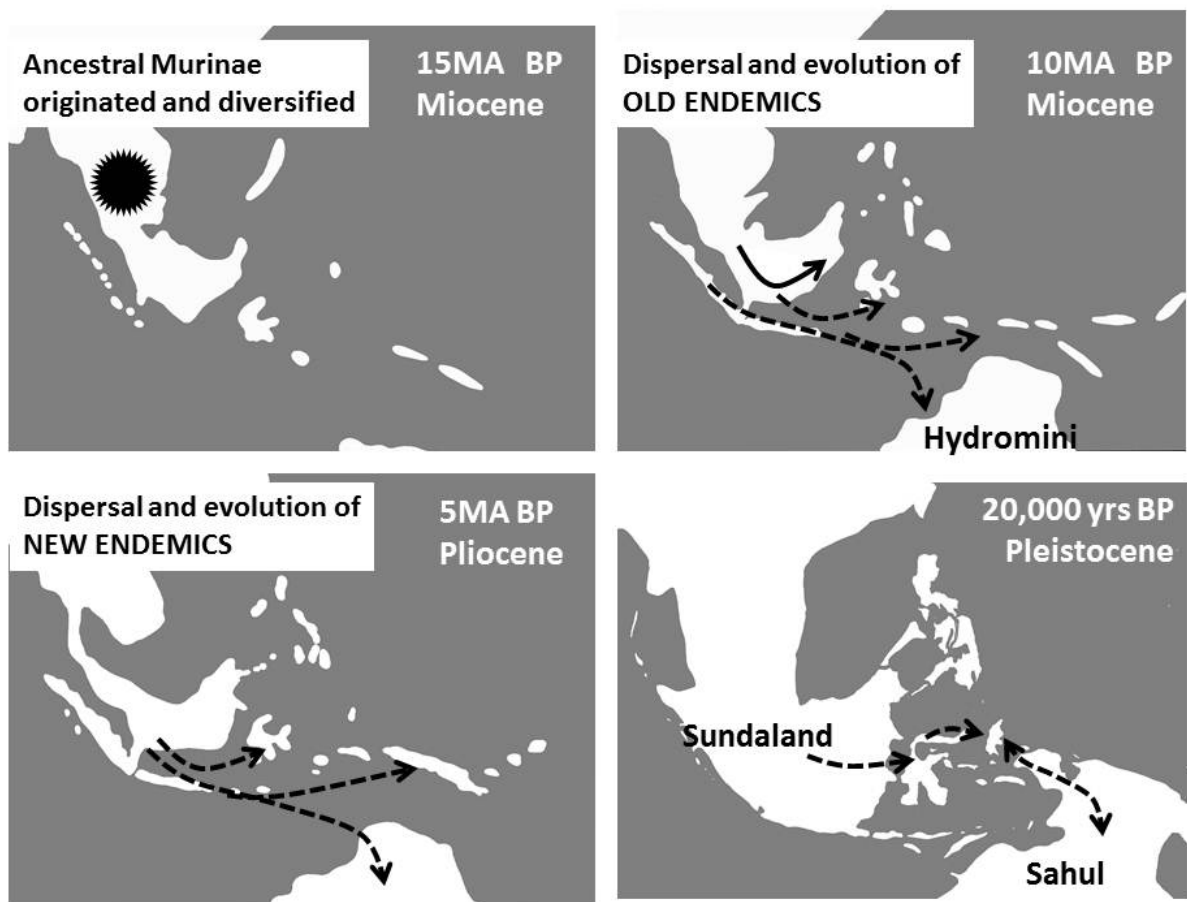 Ancestral Murinae
originated and diversified
15MA BP
Miocene
Dispersal and evolution of
OLD ENDEMICS
10MA BP
Miocene
Hydromini
Dispersal and evolution of
NEW ENDEMICS
5MA BP
Pliocene
20,000 yrs BP
Pleistocene
Sundaland
Sahul